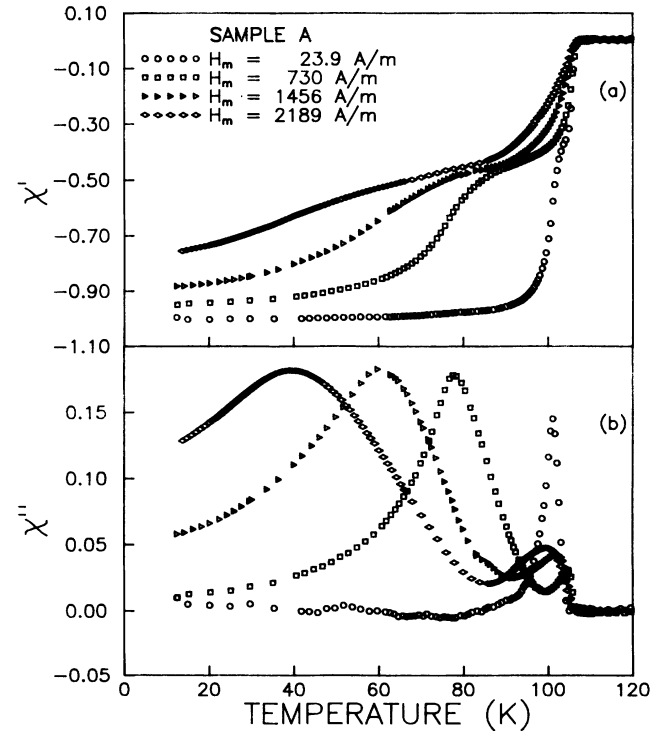 0.10
SAMPLE A
Hm = 23.9 A/m
Hm = 730 A/m
Hm = 1456 A/m
Hm = 2189 A/m
(a)
−0.10
−0.30
−0.50
−0.70
−0.90
−1.10
χ'
(b)
0.15
0.10
0.05
0.00
−0.05
χ''
0 20 40 60 80 100 120
TEMPERATURE (K)